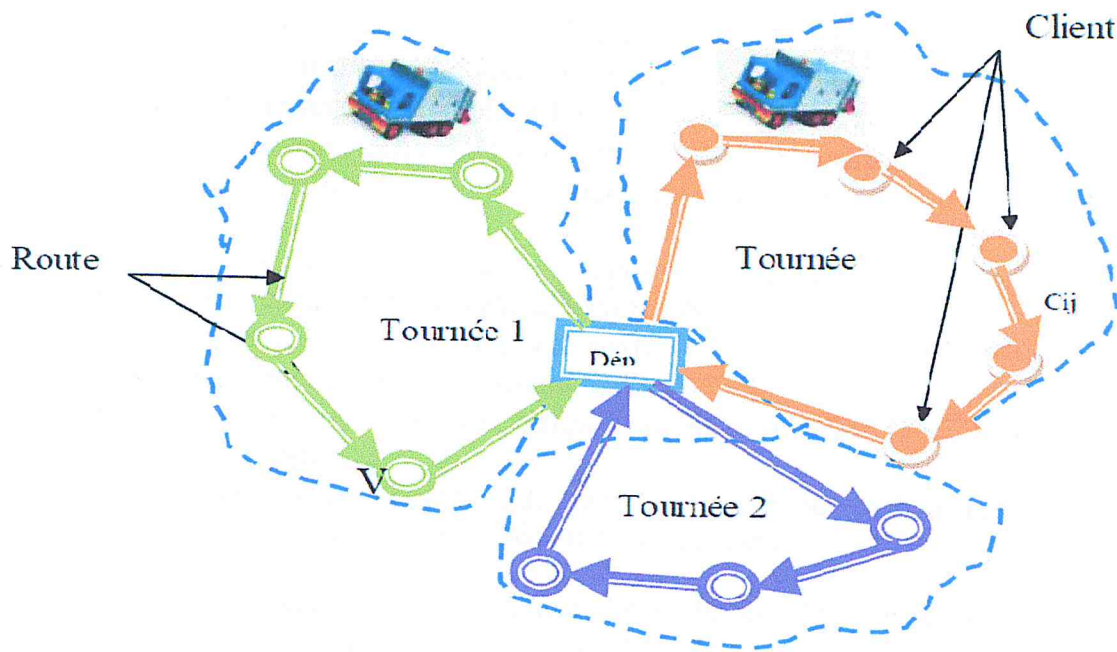 Client
Route
Tournée
Cij
Tournée 1
Dép
V
Tournée 2